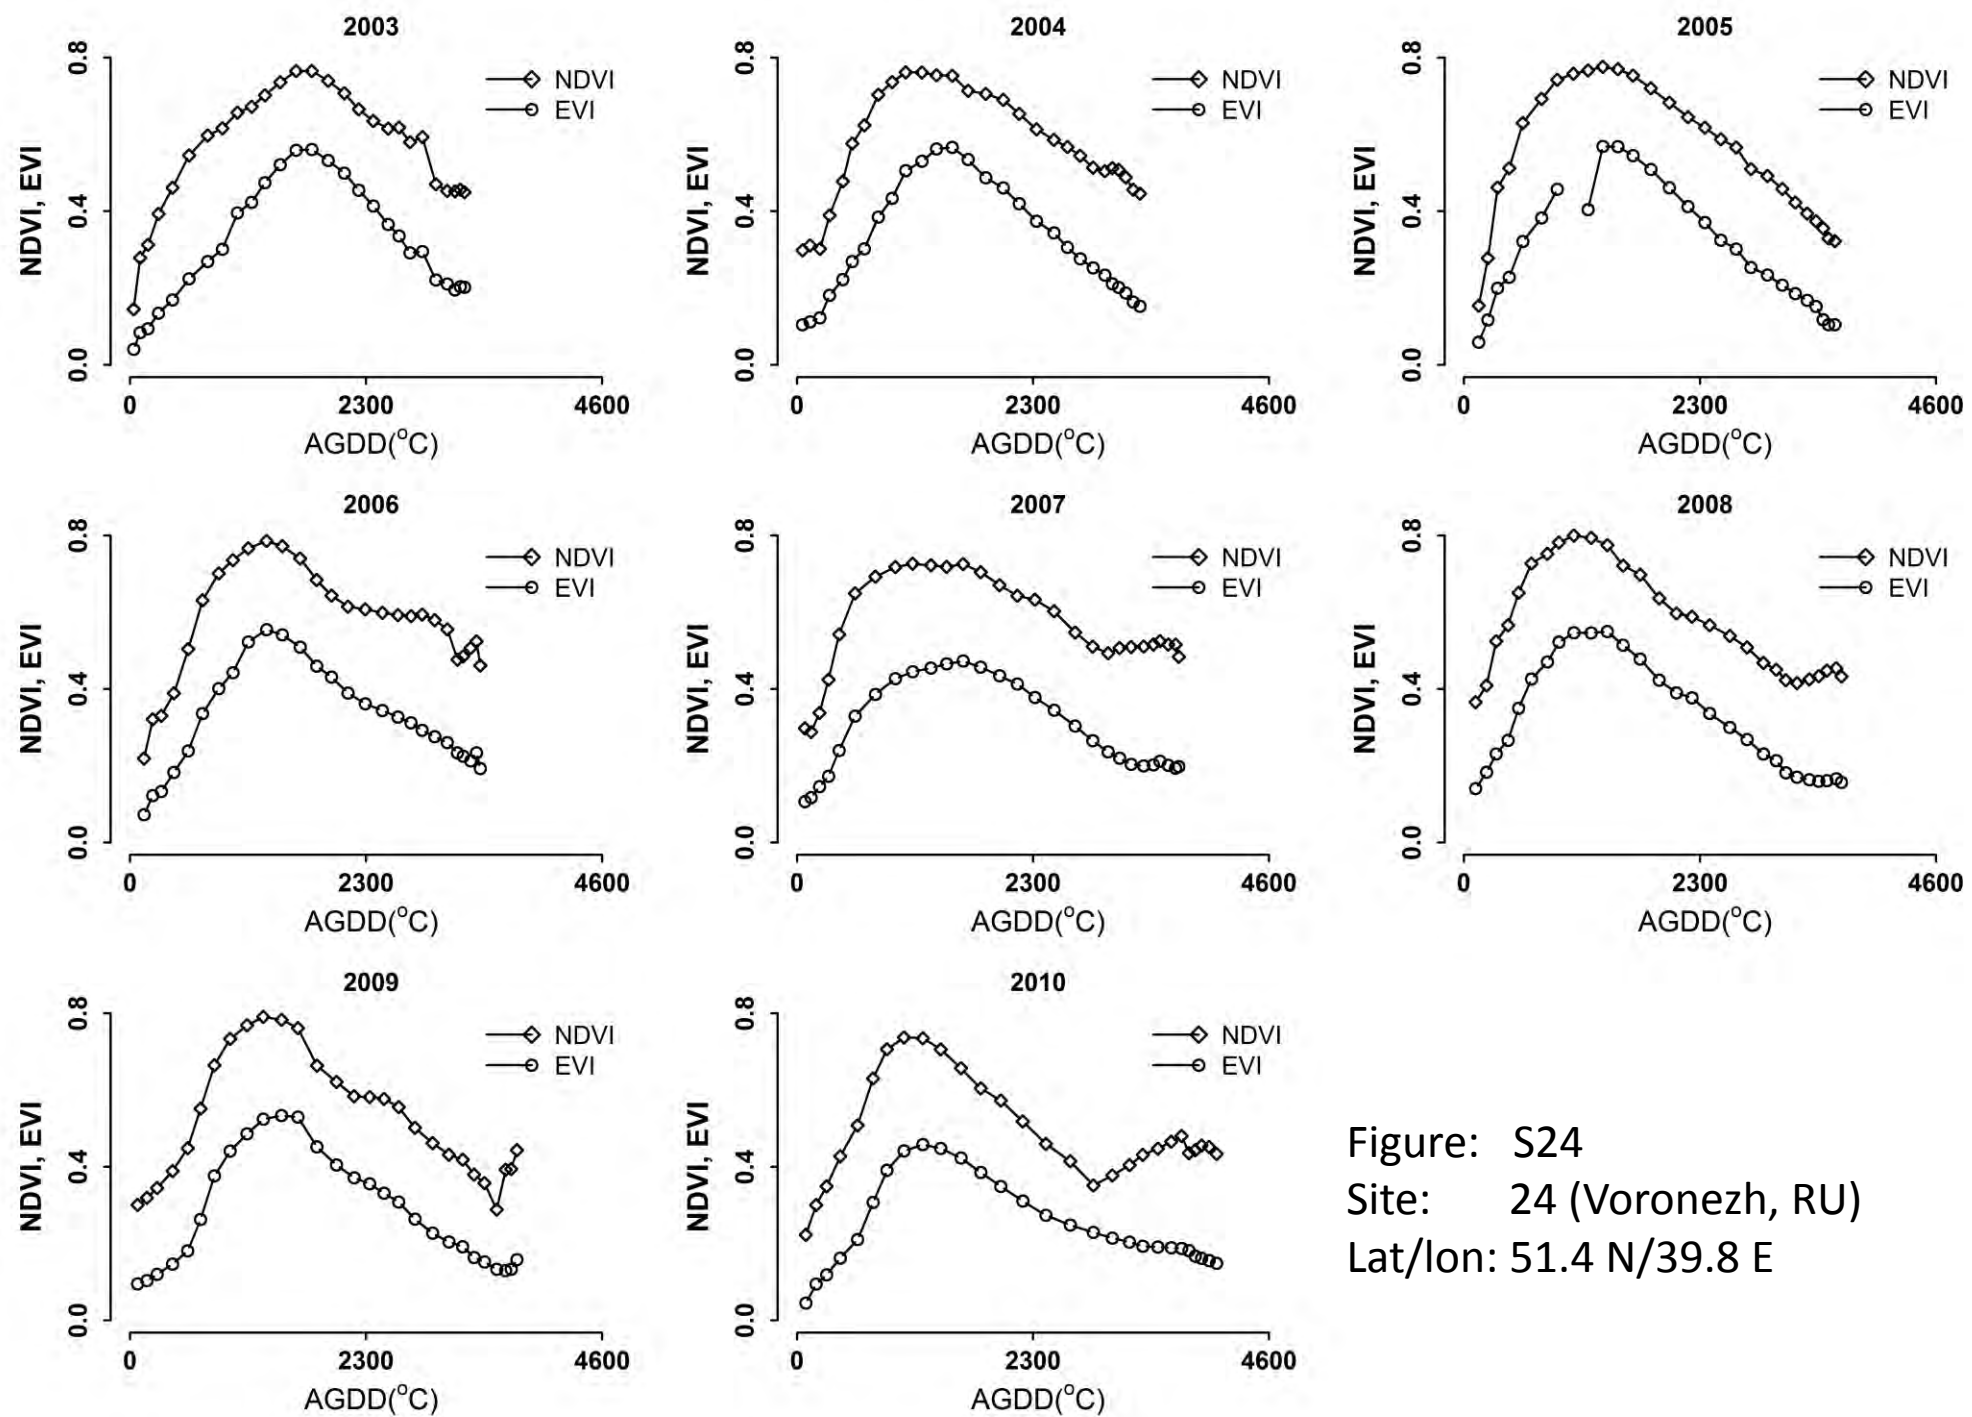 2003
NDVI, EVI
0.8
0.4
0.0
NDVI
EVI
0 2300 4600
AGDD(°C)
2004
NDVI, EVI
0.8
0.4
0.0
NDVI
EVI
0 2300 4600
AGDD(°C)
2005
NDVI, EVI
0.8
0.4
0.0
NDVI
EVI
0 2300 4600
AGDD(°C)
2006
NDVI, EVI
0.8
0.4
0.0
NDVI
EVI
0 2300 4600
AGDD(°C)
2007
NDVI, EVI
0.8
0.4
0.0
NDVI
EVI
0 2300 4600
AGDD(°C)
2008
NDVI, EVI
0.8
0.4
0.0
NDVI
EVI
0 2300 4600
AGDD(°C)
2009
NDVI, EVI
0.8
0.4
0.0
NDVI
EVI
0 2300 4600
AGDD(°C)
2010
NDVI, EVI
0.8
0.4
0.0
NDVI
EVI
0 2300 4600
AGDD(°C)
Figure: S24
Site: 24 (Voronezh, RU)
Lat/lon: 51.4 N/39.8 E